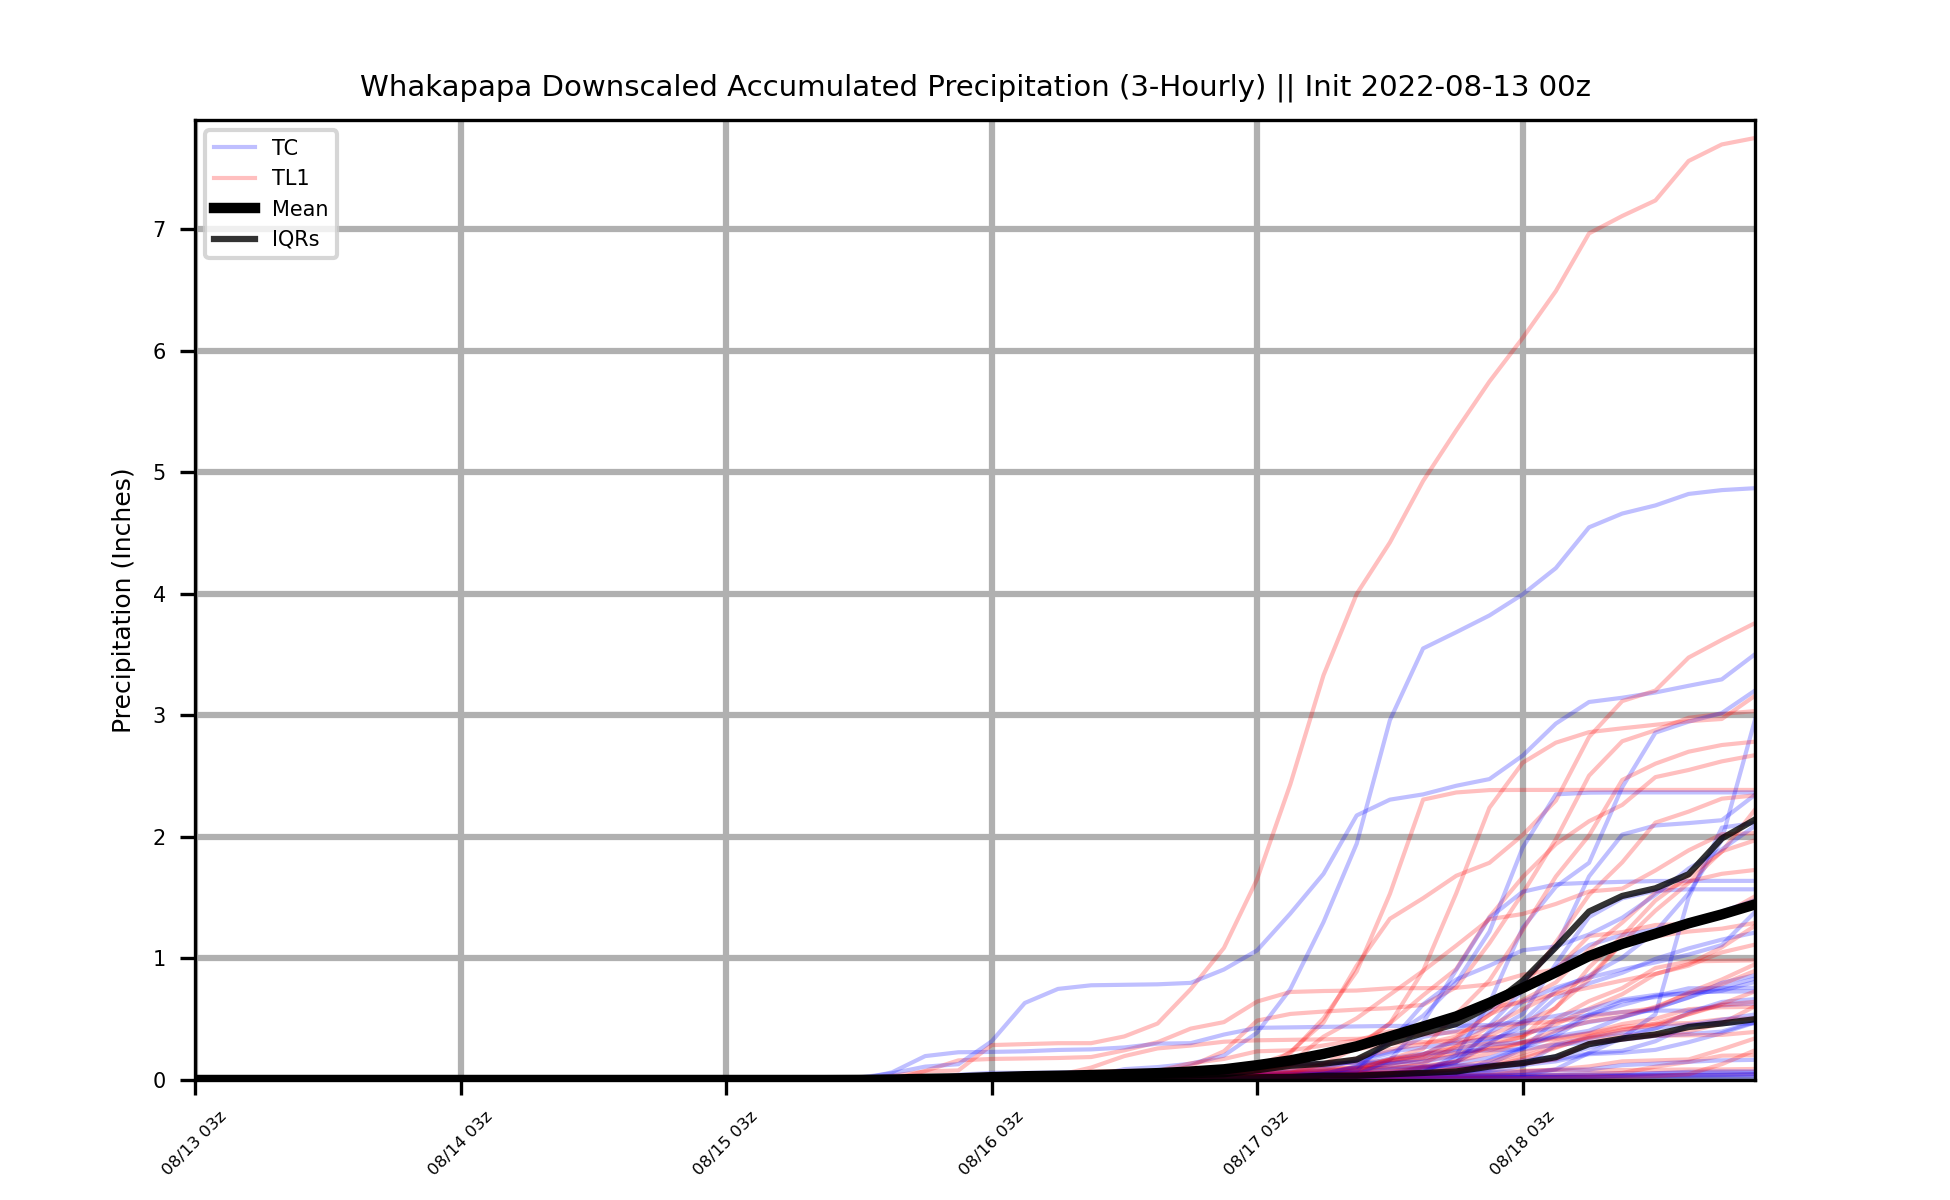 Whakapapa Downscaled Accumulated Precipitation (3-Hourly) || Init 2022-08-13 00z
TC
TL1
Mean
IQRs
7
6
5
4
3
2
1
0
Precipitation (Inches)
08/13 03z
08/14 03z
08/15 03z
08/16 03z
08/17 03z
08/18 03z